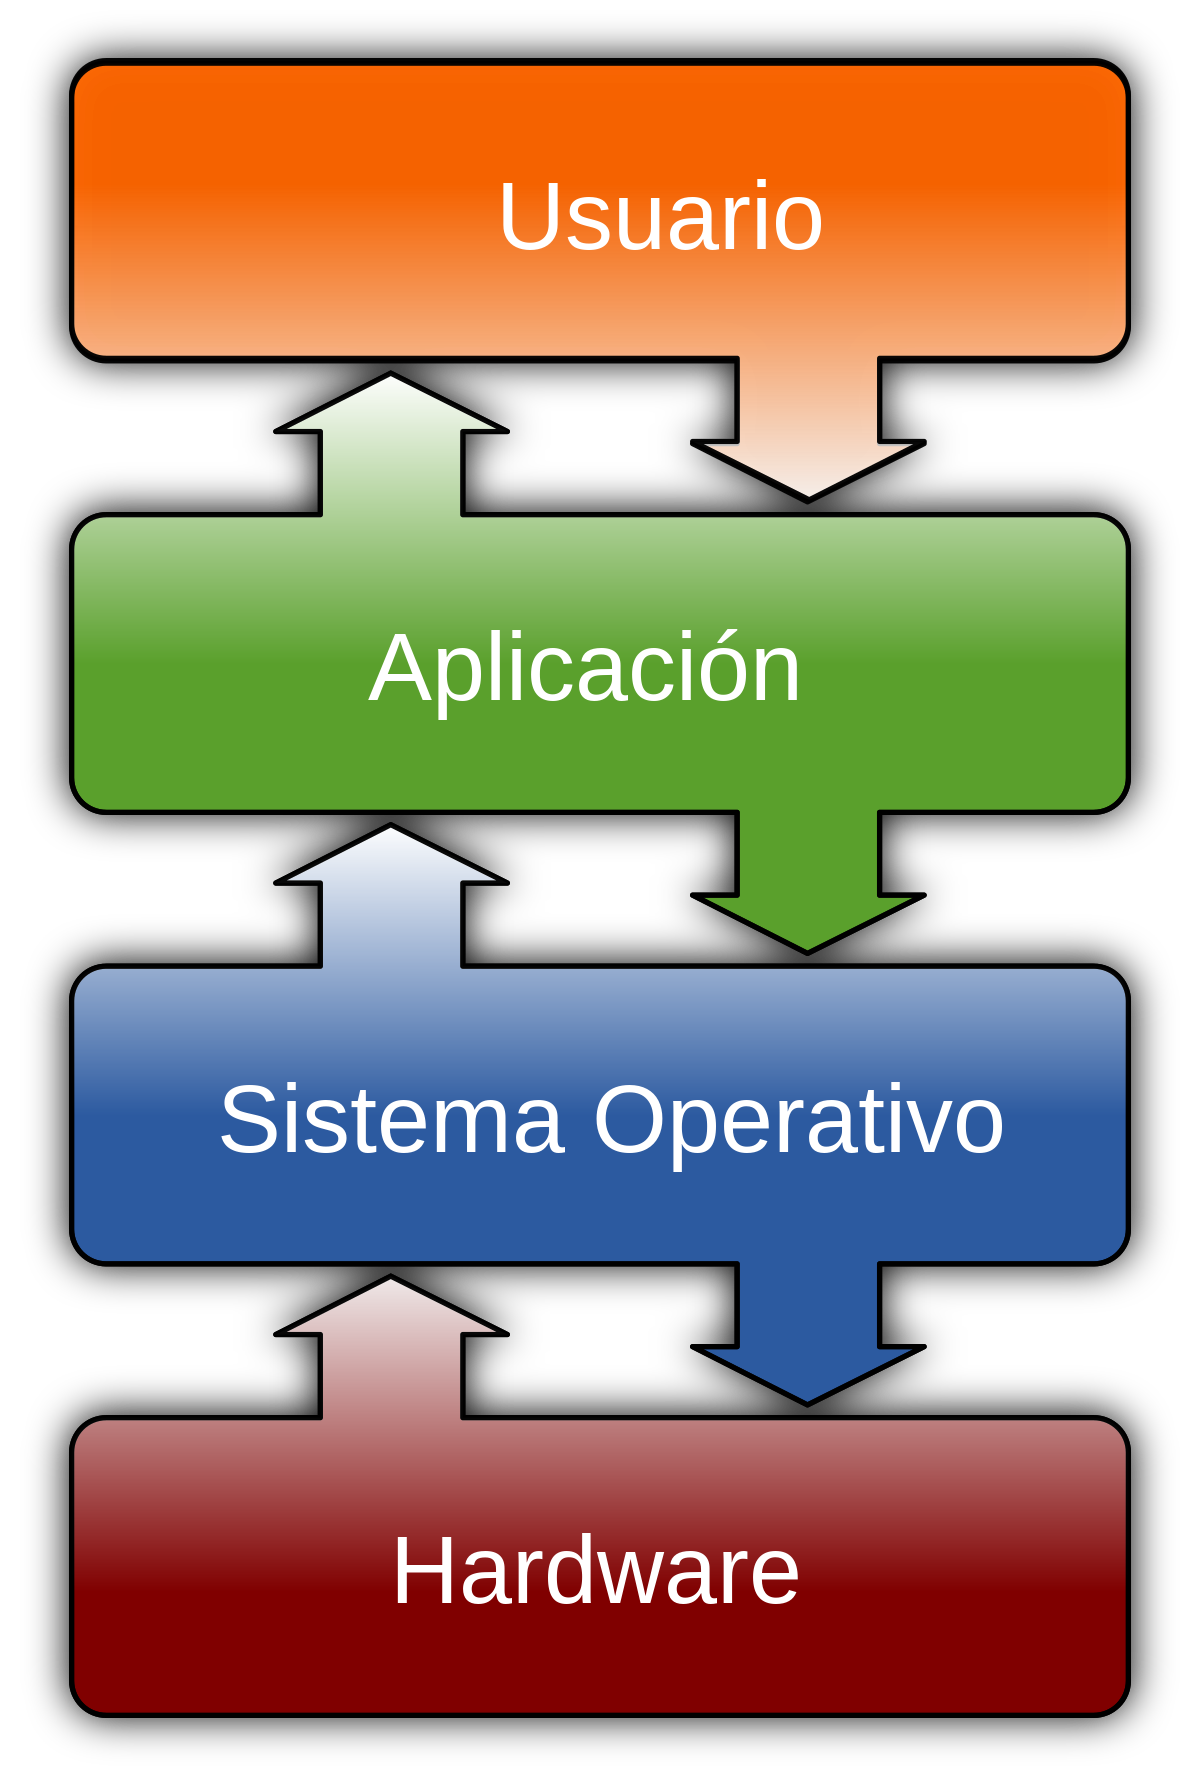 Usuario
Aplicación
Sistema Operativo
Hardware